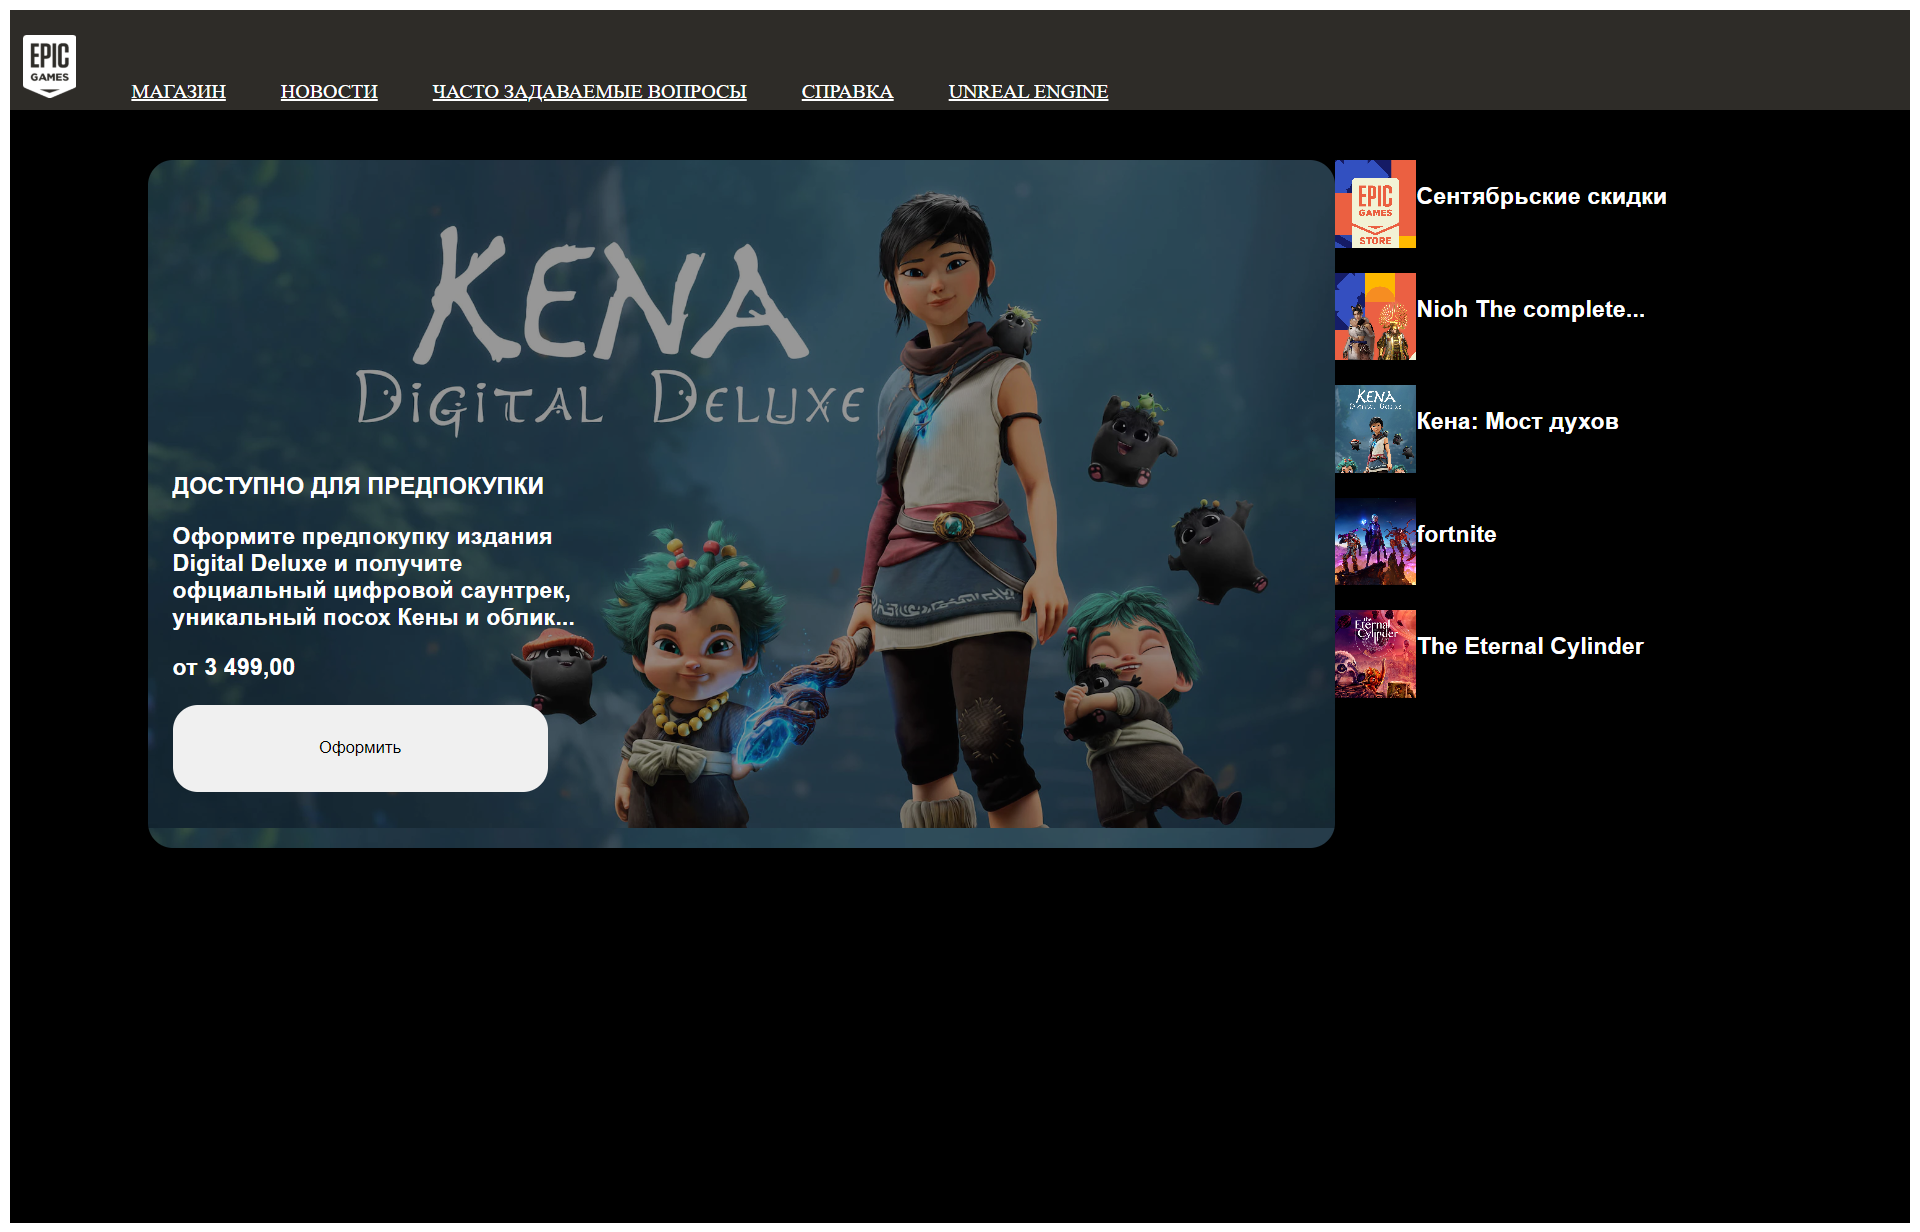 EPIC
GAMES
МАГАЗИН
НОВОСТИ
ЧАСТО ЗАДАВАЕМЫЕ ВОПРОСЫ
СПРАВКА
UNREAL ENGINE
KENA
DIGITAL DELUXE
ДОСТУПНО ДЛЯ ПРЕДПОКУПКИ
Оформите предпокупку издания
Digital Deluxe и получите
офциальный цифровой саунтрек,
уникальный посох Кены и облик...
от 3 499,00
Оформить
EPIC
GAMES
STORE
Сентябрьские скидки
Nioh The complete...
KENA
DIGITAL DELUXE
Кена: Мост духов
fortnite
The Eternal Cylinder
The Eternal Cylinder